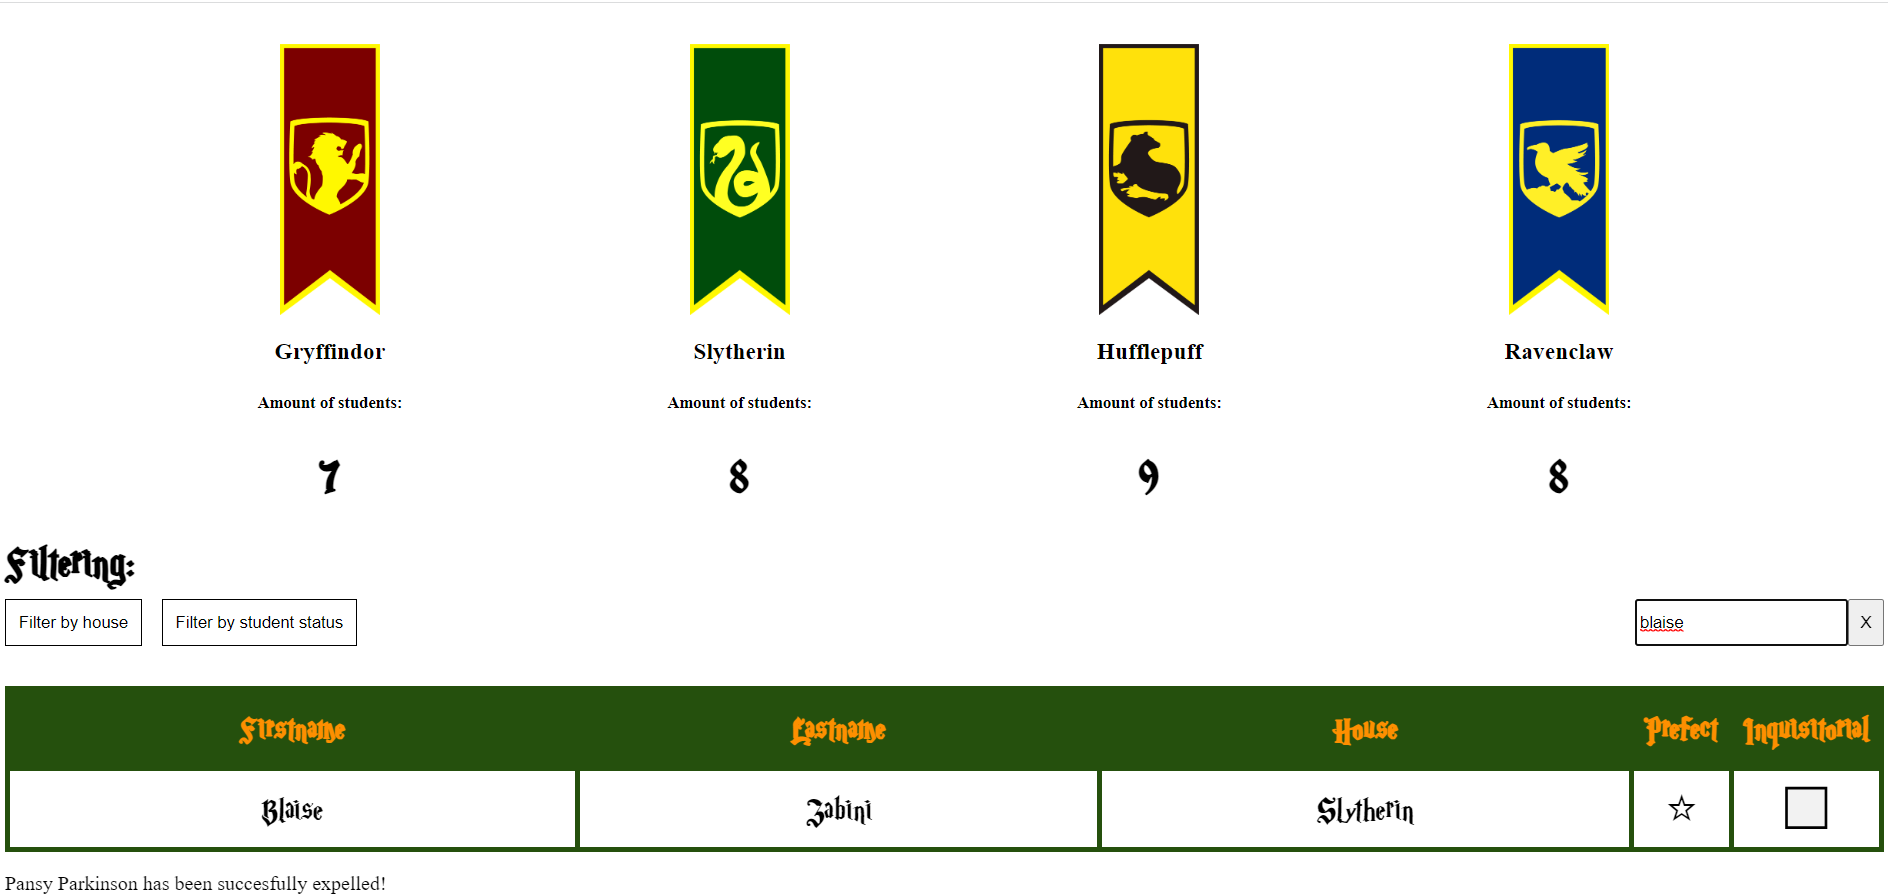 Gryffindor Slytherin Hufflepuff Ravenclaw
Amount of students: Amount of students: Amount of students: Amount of students:
7 8 9 8
Filtering:
Filter by house Filter by student status blaise X
Firstname Lastname House Prefect Inquisitorial
Blaise Zabini Slytherin ☆
Pansy Parkinson has been succesfully expelled!